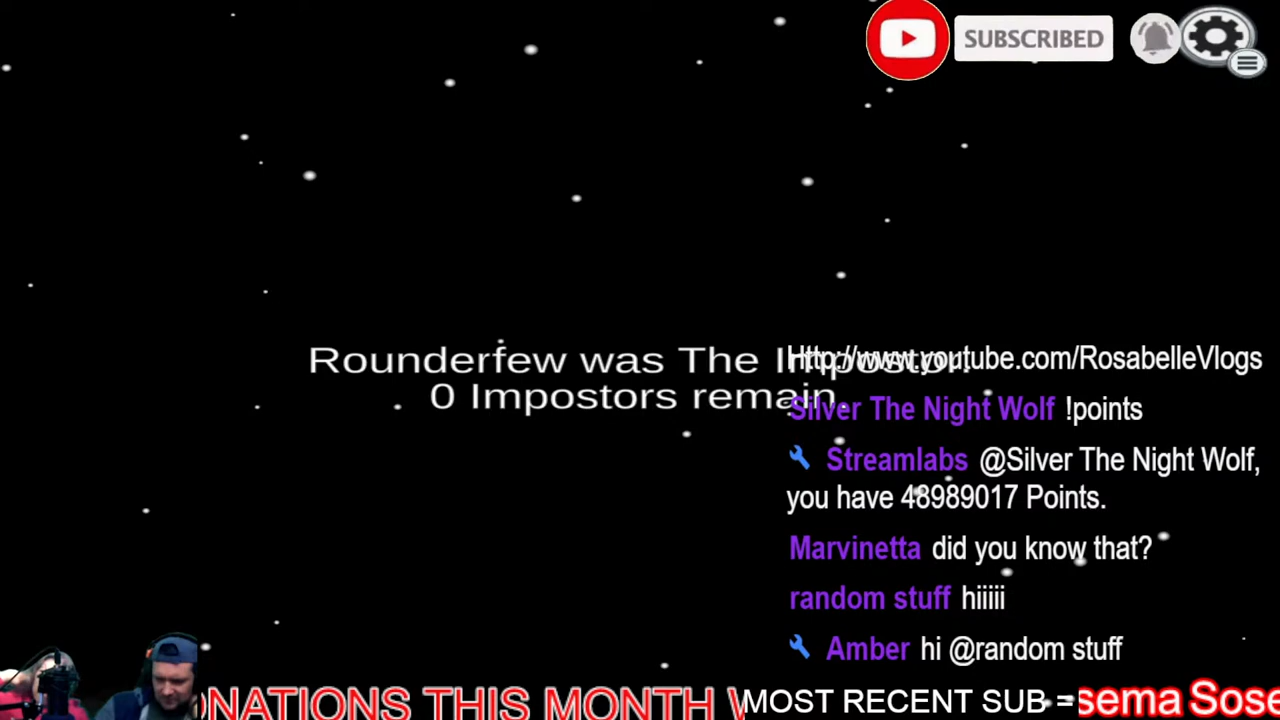 SUBSCRIBED
Rounderfew was The Impostor.
0 Impostors remain.
Http://www.youtube.com/RosabelleVlogs
Silver The Night Wolf !points
Streamlabs @Silver The Night Wolf,
you have 48989017 Points.
Marvinetta did you know that?
random stuff hiiiii
Amber hi @random stuff
ONATIONS THIS MONTH W
MOST RECENT SUB =
sema Sose